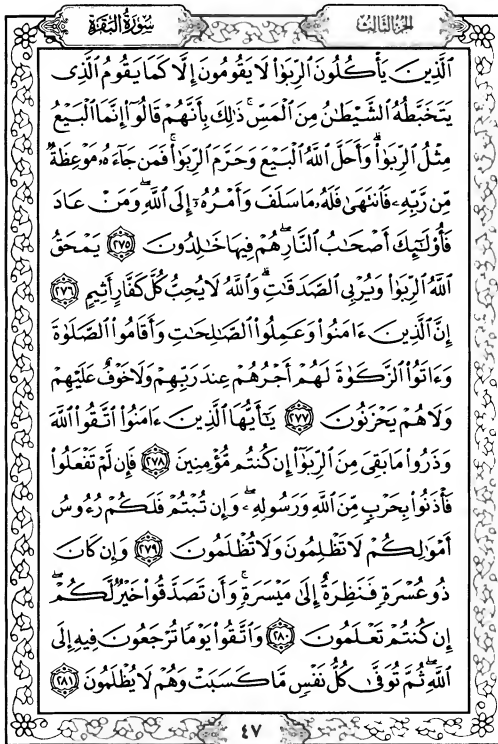 سُورَةُ البَقَرَةِ
الجزء الثالث
ٱلَّذِينَ يَأۡكُلُونَ ٱلرِّبَوٰاْ لَا يَقُومُونَ إِلَّا كَمَا يَقُومُ ٱلَّذِي
يَتَخَبَّطُهُ ٱلشَّيۡطَٰنُ مِنَ ٱلۡمَسِّۚ ذَٰلِكَ بِأَنَّهُمۡ قَالُوٓاْ إِنَّمَا ٱلۡبَيۡعُ
مِثۡلُ ٱلرِّبَوٰاْۗ وَأَحَلَّ ٱللَّهُ ٱلۡبَيۡعَ وَحَرَّمَ ٱلرِّبَوٰاْۚ فَمَن جَآءَهُۥ مَوۡعِظَةٞ
مِّن رَّبِّهِۦ فَٱنتَهَىٰ فَلَهُۥ مَا سَلَفَ وَأَمۡرُهُۥٓ إِلَى ٱللَّهِۖ وَمَنۡ عَادَ
فَأُوْلَٰٓئِكَ أَصۡحَٰبُ ٱلنَّارِۖ هُمۡ فِيهَا خَٰلِدُونَ ٢٧٥ يَمۡحَقُ
ٱللَّهُ ٱلرِّبَوٰاْ وَيُرۡبِي ٱلصَّدَقَٰتِۗ وَٱللَّهُ لَا يُحِبُّ كُلَّ كَفَّارٍ أَثِيمٍ ٢٧٦
إِنَّ ٱلَّذِينَ ءَامَنُواْ وَعَمِلُواْ ٱلصَّٰلِحَٰتِ وَأَقَامُواْ ٱلصَّلَوٰةَ
وَءَاتَوُاْ ٱلزَّكَوٰةَ لَهُمۡ أَجۡرُهُمۡ عِندَ رَبِّهِمۡ وَلَا خَوۡفٌ عَلَيۡهِمۡ
وَلَا هُمۡ يَحۡزَنُونَ ٢٧٧ يَٰٓأَيُّهَا ٱلَّذِينَ ءَامَنُواْ ٱتَّقُواْ ٱللَّهَ
وَذَرُواْ مَا بَقِيَ مِنَ ٱلرِّبَوٰٓاْ إِن كُنتُم مُّؤۡمِنِينَ ٢٧٨ فَإِن لَّمۡ تَفۡعَلُواْ
فَأۡذَنُواْ بِحَرۡبٖ مِّنَ ٱللَّهِ وَرَسُولِهِۦۖ وَإِن تُبۡتُمۡ فَلَكُمۡ رُءُوسُ
أَمۡوَٰلِكُمۡ لَا تَظۡلِمُونَ وَلَا تُظۡلَمُونَ ٢٧٩ وَإِن كَانَ
ذُو عُسۡرَةٖ فَنَظِرَةٌ إِلَىٰ مَيۡسَرَةٖۚ وَأَن تَصَدَّقُواْ خَيۡرٞ لَّكُمۡۖ
إِن كُنتُمۡ تَعۡلَمُونَ ٢٨٠ وَٱتَّقُواْ يَوۡمٗا تُرۡجَعُونَ فِيهِ إِلَى
ٱللَّهِۖ ثُمَّ تُوَفَّىٰ كُلُّ نَفۡسٖ مَّا كَسَبَتۡ وَهُمۡ لَا يُظۡلَمُونَ ٢٨١
٤٧